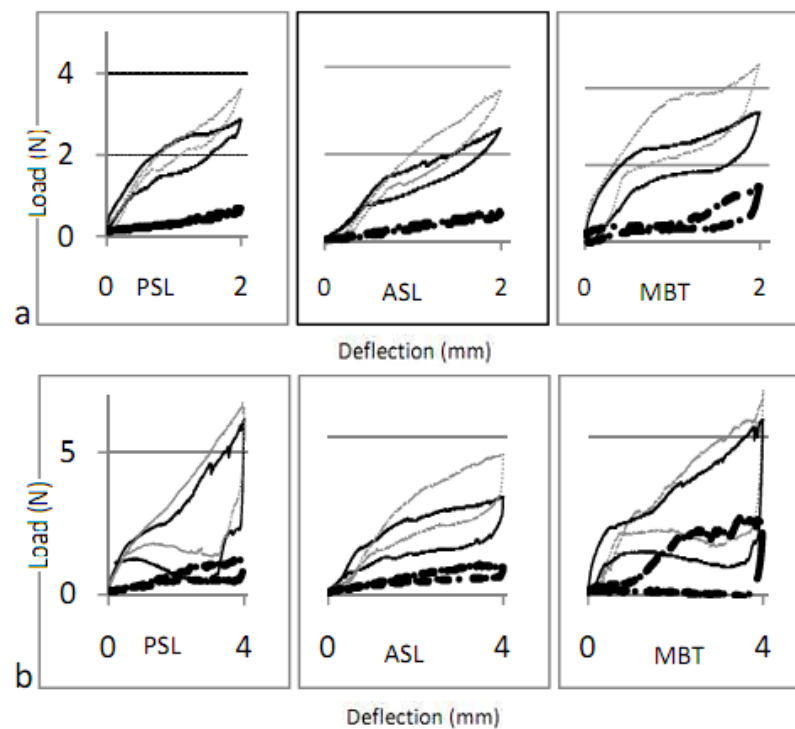 4
2
0
Load (N)
0 PSL 2
0 ASL 2
0 MBT 2
a
Deflection (mm)
5
0
Load (N)
0 PSL 4
0 ASL 4
0 MBT 4
b
Deflection (mm)